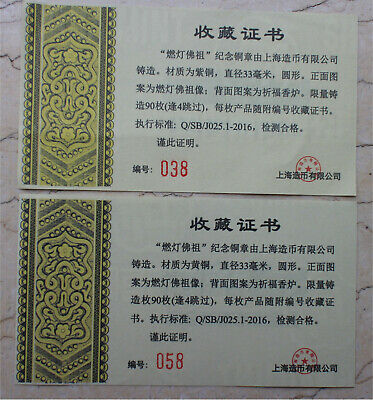 收藏证书
“燃灯佛祖”纪念铜章由上海造币有限公司
铸造。材质为紫铜，直径33毫米，圆形。正面图
案为燃灯佛祖像；背面图案为祈福香炉。限量铸
造90枚(逢4跳过)，每枚产品随附编号收藏证书。
执行标准：Q/SB/J025.1-2016，检测合格。
谨此证明。
编号：038
上海造币有限公司
收藏证书
“燃灯佛祖”纪念铜章由上海造币有限公司
铸造。材质为黄铜，直径33毫米，圆形。正面图
案为燃灯佛祖像；背面图案为祈福香炉。限量铸
造枚90枚(逢4跳过)，每枚产品随附编号收藏证
书。执行标准：Q/SB/J025.1-2016，检测合格。
谨此证明。
编号：058
上海造币有限公司